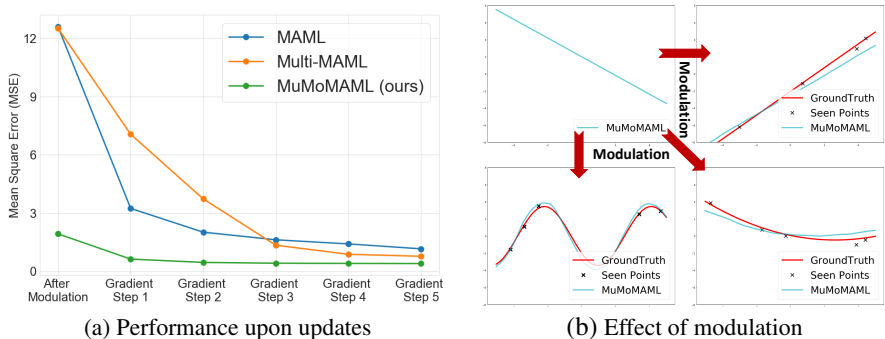 Mean Square Error (MSE)
12
9
6
3
0
MAML
Multi-MAML
MuMoMAML (ours)
After
Modulation
Gradient
Step 1
Gradient
Step 2
Gradient
Step 3
Gradient
Step 4
Gradient
Step 5
(a) Performance upon updates
MuMoMAML
Modulation
GroundTruth
Seen Points
MuMoMAML
Modulation
GroundTruth
Seen Points
MuMoMAML
GroundTruth
Seen Points
MuMoMAML
(b) Effect of modulation